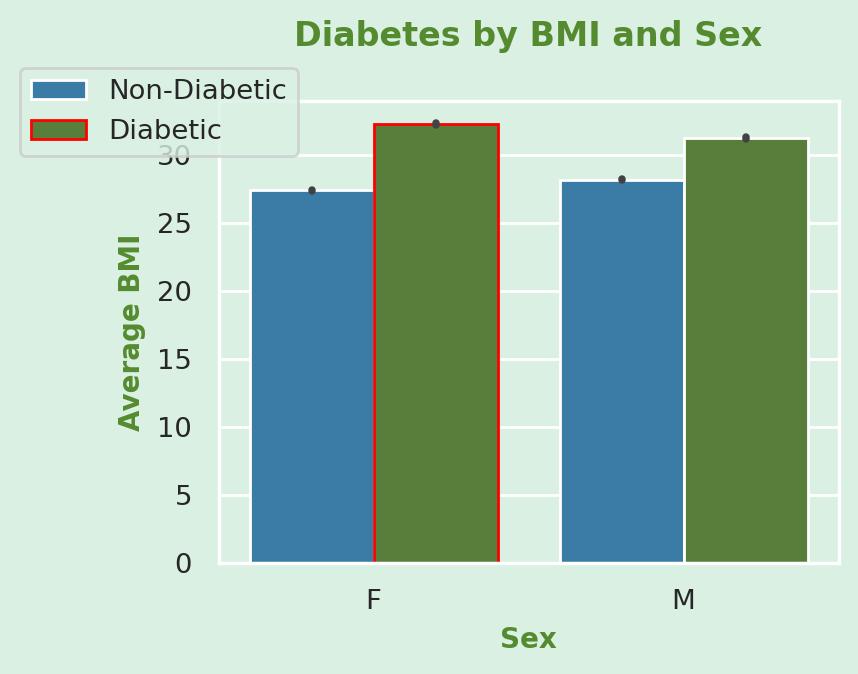 Diabetes by BMI and Sex
Non-Diabetic
Diabetic
30
25
20
15
10
5
0
Average BMI
F
M
Sex